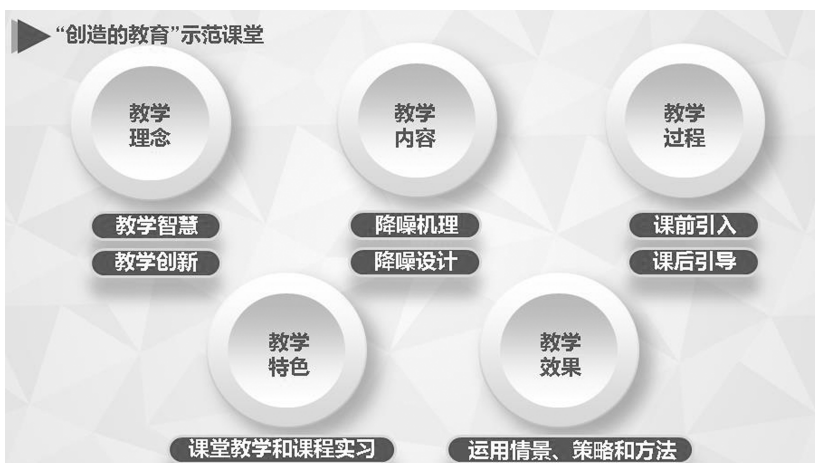 “创造的教育”示范课堂
教学
理念
教学
内容
教学
过程
教学智慧
教学创新
降噪机理
降噪设计
课前引入
课后引导
教学
特色
教学
效果
课堂教学和课程实习
运用情景、策略和方法